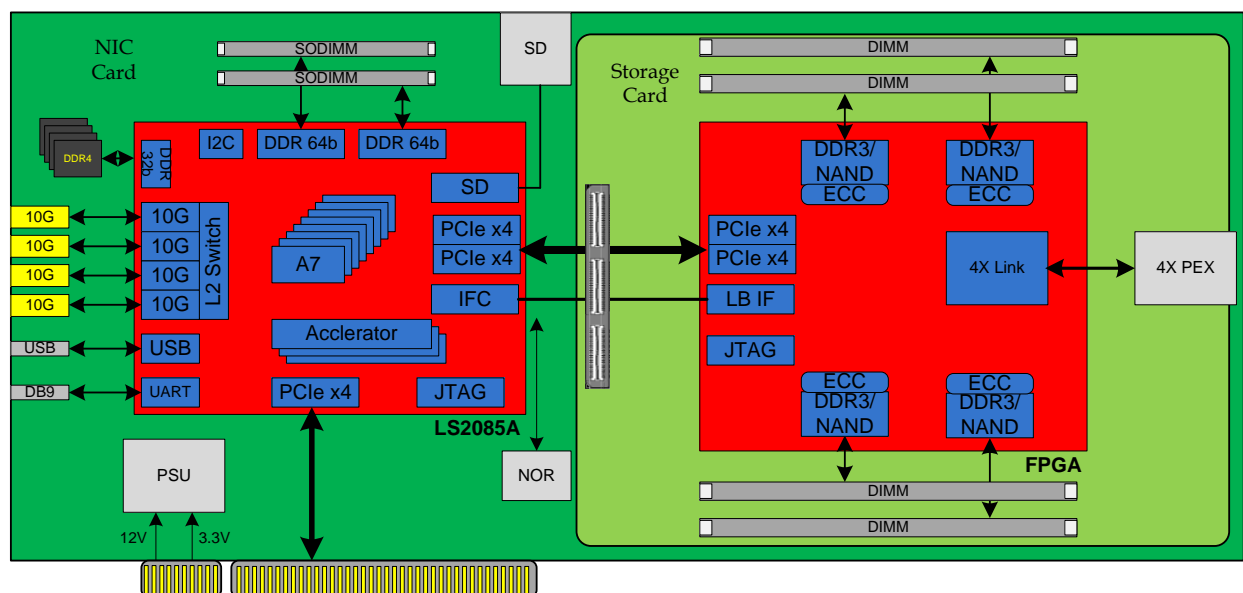 NIC
Card
SODIMM
SODIMM
SD
Storage
Card
DIMM
DIMM
DDR4
DDR
32b
I2C
DDR 64b
DDR 64b
SD
10G
10G
10G
10G
10G
10G
10G
10G
L2 Switch
A7
PCIe x4
PCIe x4
IFC
Acclerator
USB
USB
DB9
UART
PCIe x4
JTAG
LS2085A
DDR3/
NAND
ECC
DDR3/
NAND
ECC
PCIe x4
PCIe x4
LB IF
JTAG
4X Link
4X PEX
ECC
DDR3/
NAND
ECC
DDR3/
NAND
FPGA
PSU
12V
3.3V
NOR
DIMM
DIMM